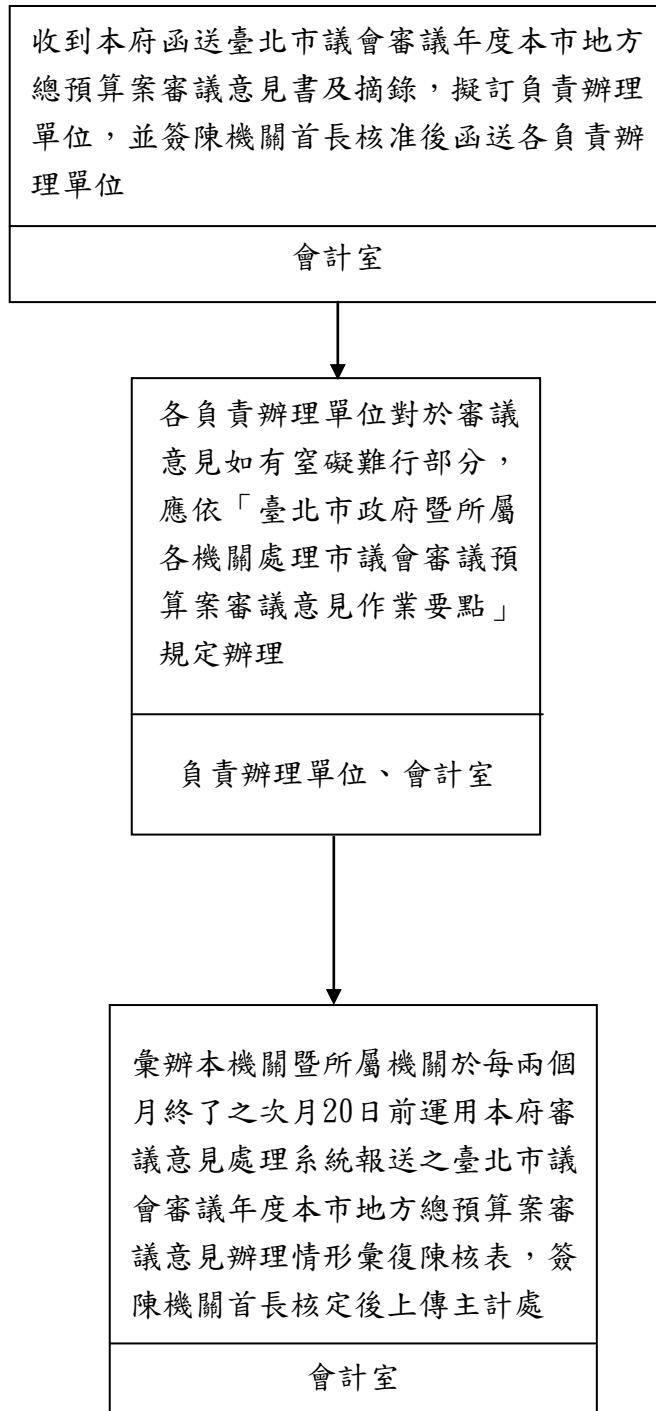 收到本府函送臺北市議會審議年度本市地方
總預算案審議意見書及摘錄，擬訂負責辦理
單位，並簽陳機關首長核准後函送各負責辦
理單位
會計室
各負責辦理單位對於審議
意見如有窒礙難行部分，
應依「臺北市政府暨所屬
各機關處理市議會審議預
算案審議意見作業要點」
規定辦理
負責辦理單位、會計室
彙辦本機關暨所屬機關於每兩個
月終了之次月20日前運用本府審
議意見處理系統報送之臺北市議
會審議年度本市地方總預算案審
議意見辦理情形彙復陳核表，簽
陳機關首長核定後上傳主計處
會計室